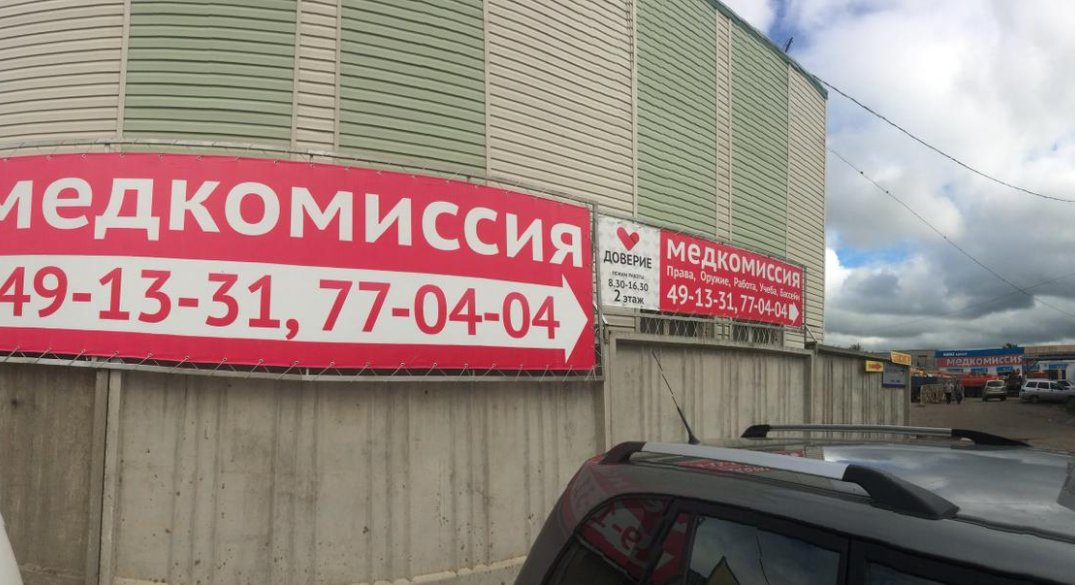 медкомиссия
49-13-31, 77-04-04
ДОВЕРИЕ
РЕЖИМ РАБОТЫ
8.30-16.30
2 этаж
медкомиссия
Права, Оружие, Работа, Учеба, Бассейн
49-13-31, 77-04-04
медкомиссия